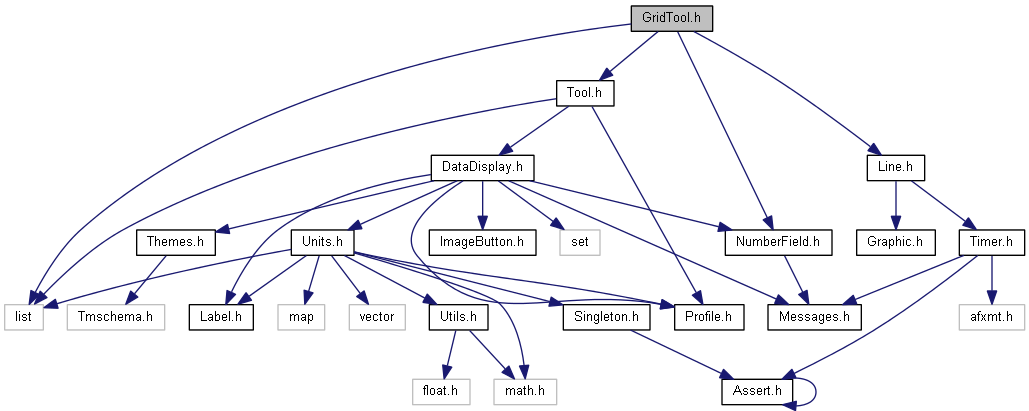 GridTool.h
Tool.h
DataDisplay.h
Line.h
Themes.h
Units.h
ImageButton.h
set
NumberField.h
Graphic.h
Timer.h
list
Tmschema.h
Label.h
map
vector
Utils.h
Singleton.h
Profile.h
Messages.h
afxmt.h
float.h
math.h
Assert.h